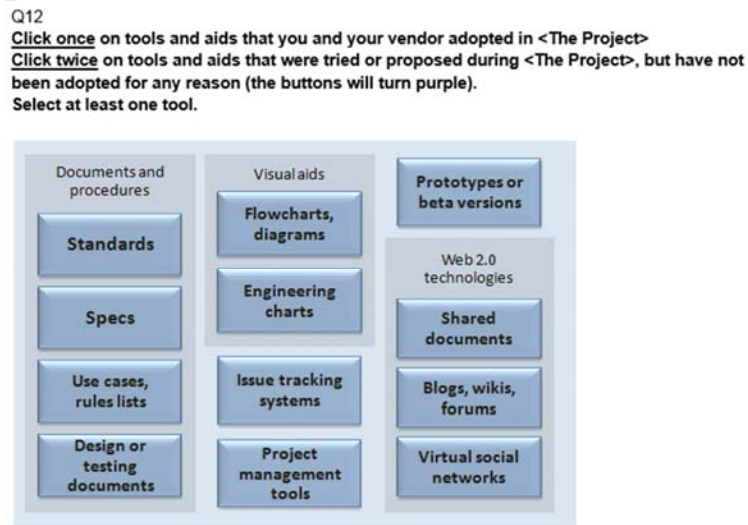 Q12
Click once on tools and aids that you and your vendor adopted in <The Project>
Click twice on tools and aids that were tried or proposed during <The Project>, but have not
been adopted for any reason (the buttons will turn purple).
Select at least one tool.
Documents and
procedures
Standards
Specs
Use cases,
rules lists
Design or
testing
documents
Visual aids
Flowcharts,
diagrams
Engineering
charts
Issue tracking
systems
Project
management
tools
Prototypes or
beta versions
Web 2.0
technologies
Shared
documents
Blogs, wikis,
forums
Virtual social
networks